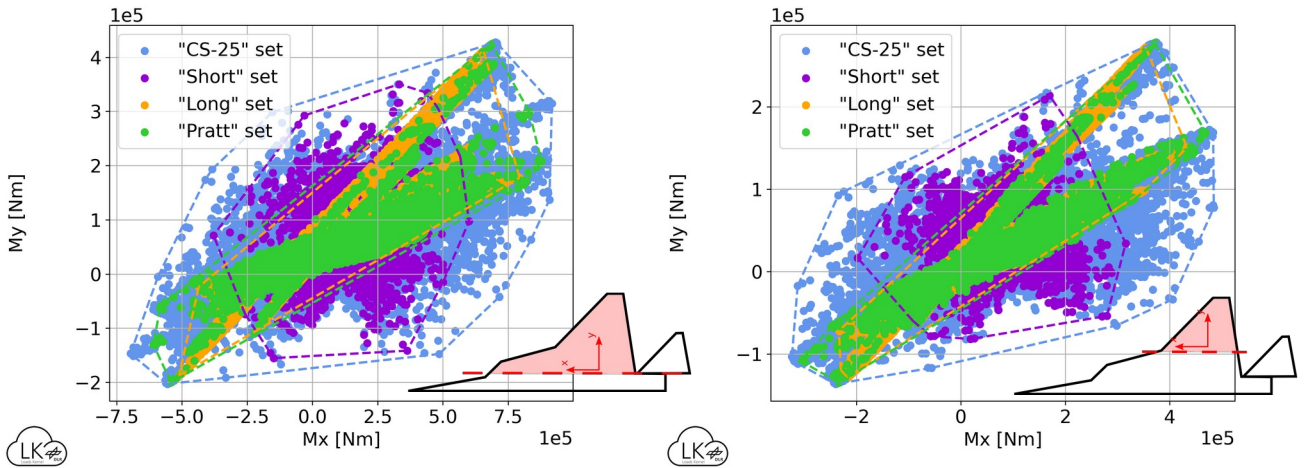 1e5
4
3
2
1
0
−1
−2
My [Nm]
"CS-25" set
"Short" set
"Long" set
"Pratt" set
y
x
−7.5
−5.0
−2.5
0.0
2.5
5.0
7.5
Mx [Nm]
1e5
LK
DLR
1e5
2
1
0
−1
My [Nm]
"CS-25" set
"Short" set
"Long" set
"Pratt" set
−2
0
2
4
Mx [Nm]
1e5
LK
DLR